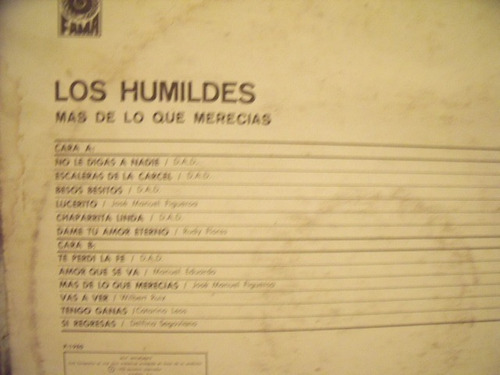 FAMA
LOS HUMILDES
MAS DE LO QUE MERECIAS
CARA A:
NO LE DIGAS A NADIE / D.A.D.
ESCALERAS DE LA CARCEL / D.A.D.
BESOS BESITOS / D.A.D.
LUCERITO / José Manuel Figueroa
CHAPARRITA LINDA / D.A.D.
DAME TU AMOR ETERNO / Rudy Flores
CARA B:
TE PERDI LA FE / D.A.D.
AMOR QUE SE VA / Manuel Eduardo
MAS DE LO QUE MERECIAS / José Manuel Figueroa
VAS A VER / Wilbert Ruiz
TENGO GANAS / Catarino Leos
SI REGRESAS / Delfino Segoviano